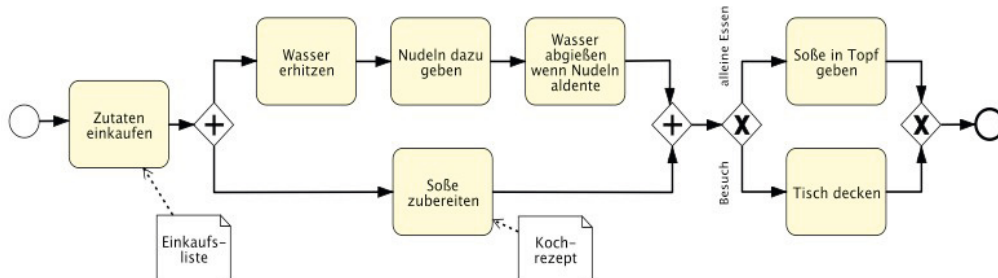 Zutaten
einkaufen
Einkaufs-
liste
Wasser
erhitzen
Nudeln dazu
geben
Wasser
abgießen
wenn Nudeln
aldente
Soße
zubereiten
Koch-
rezept
alleine Essen
Besuch
Soße in Topf
geben
Tisch decken